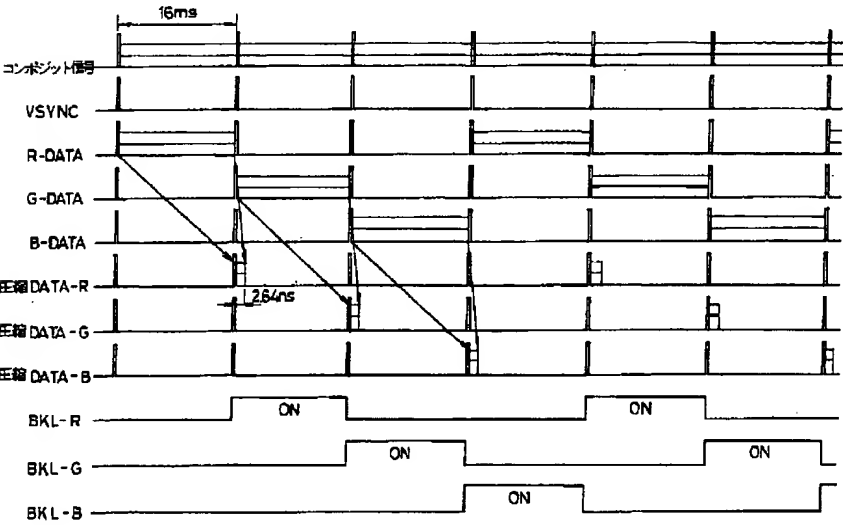 16ms
コンポジット信号
VSYNC
R-DATA
G-DATA
B-DATA
圧縮DATA-R
2.64ns
圧縮DATA-G
圧縮DATA-B
BKL-R ON ON
BKL-G ON ON
BKL-B ON